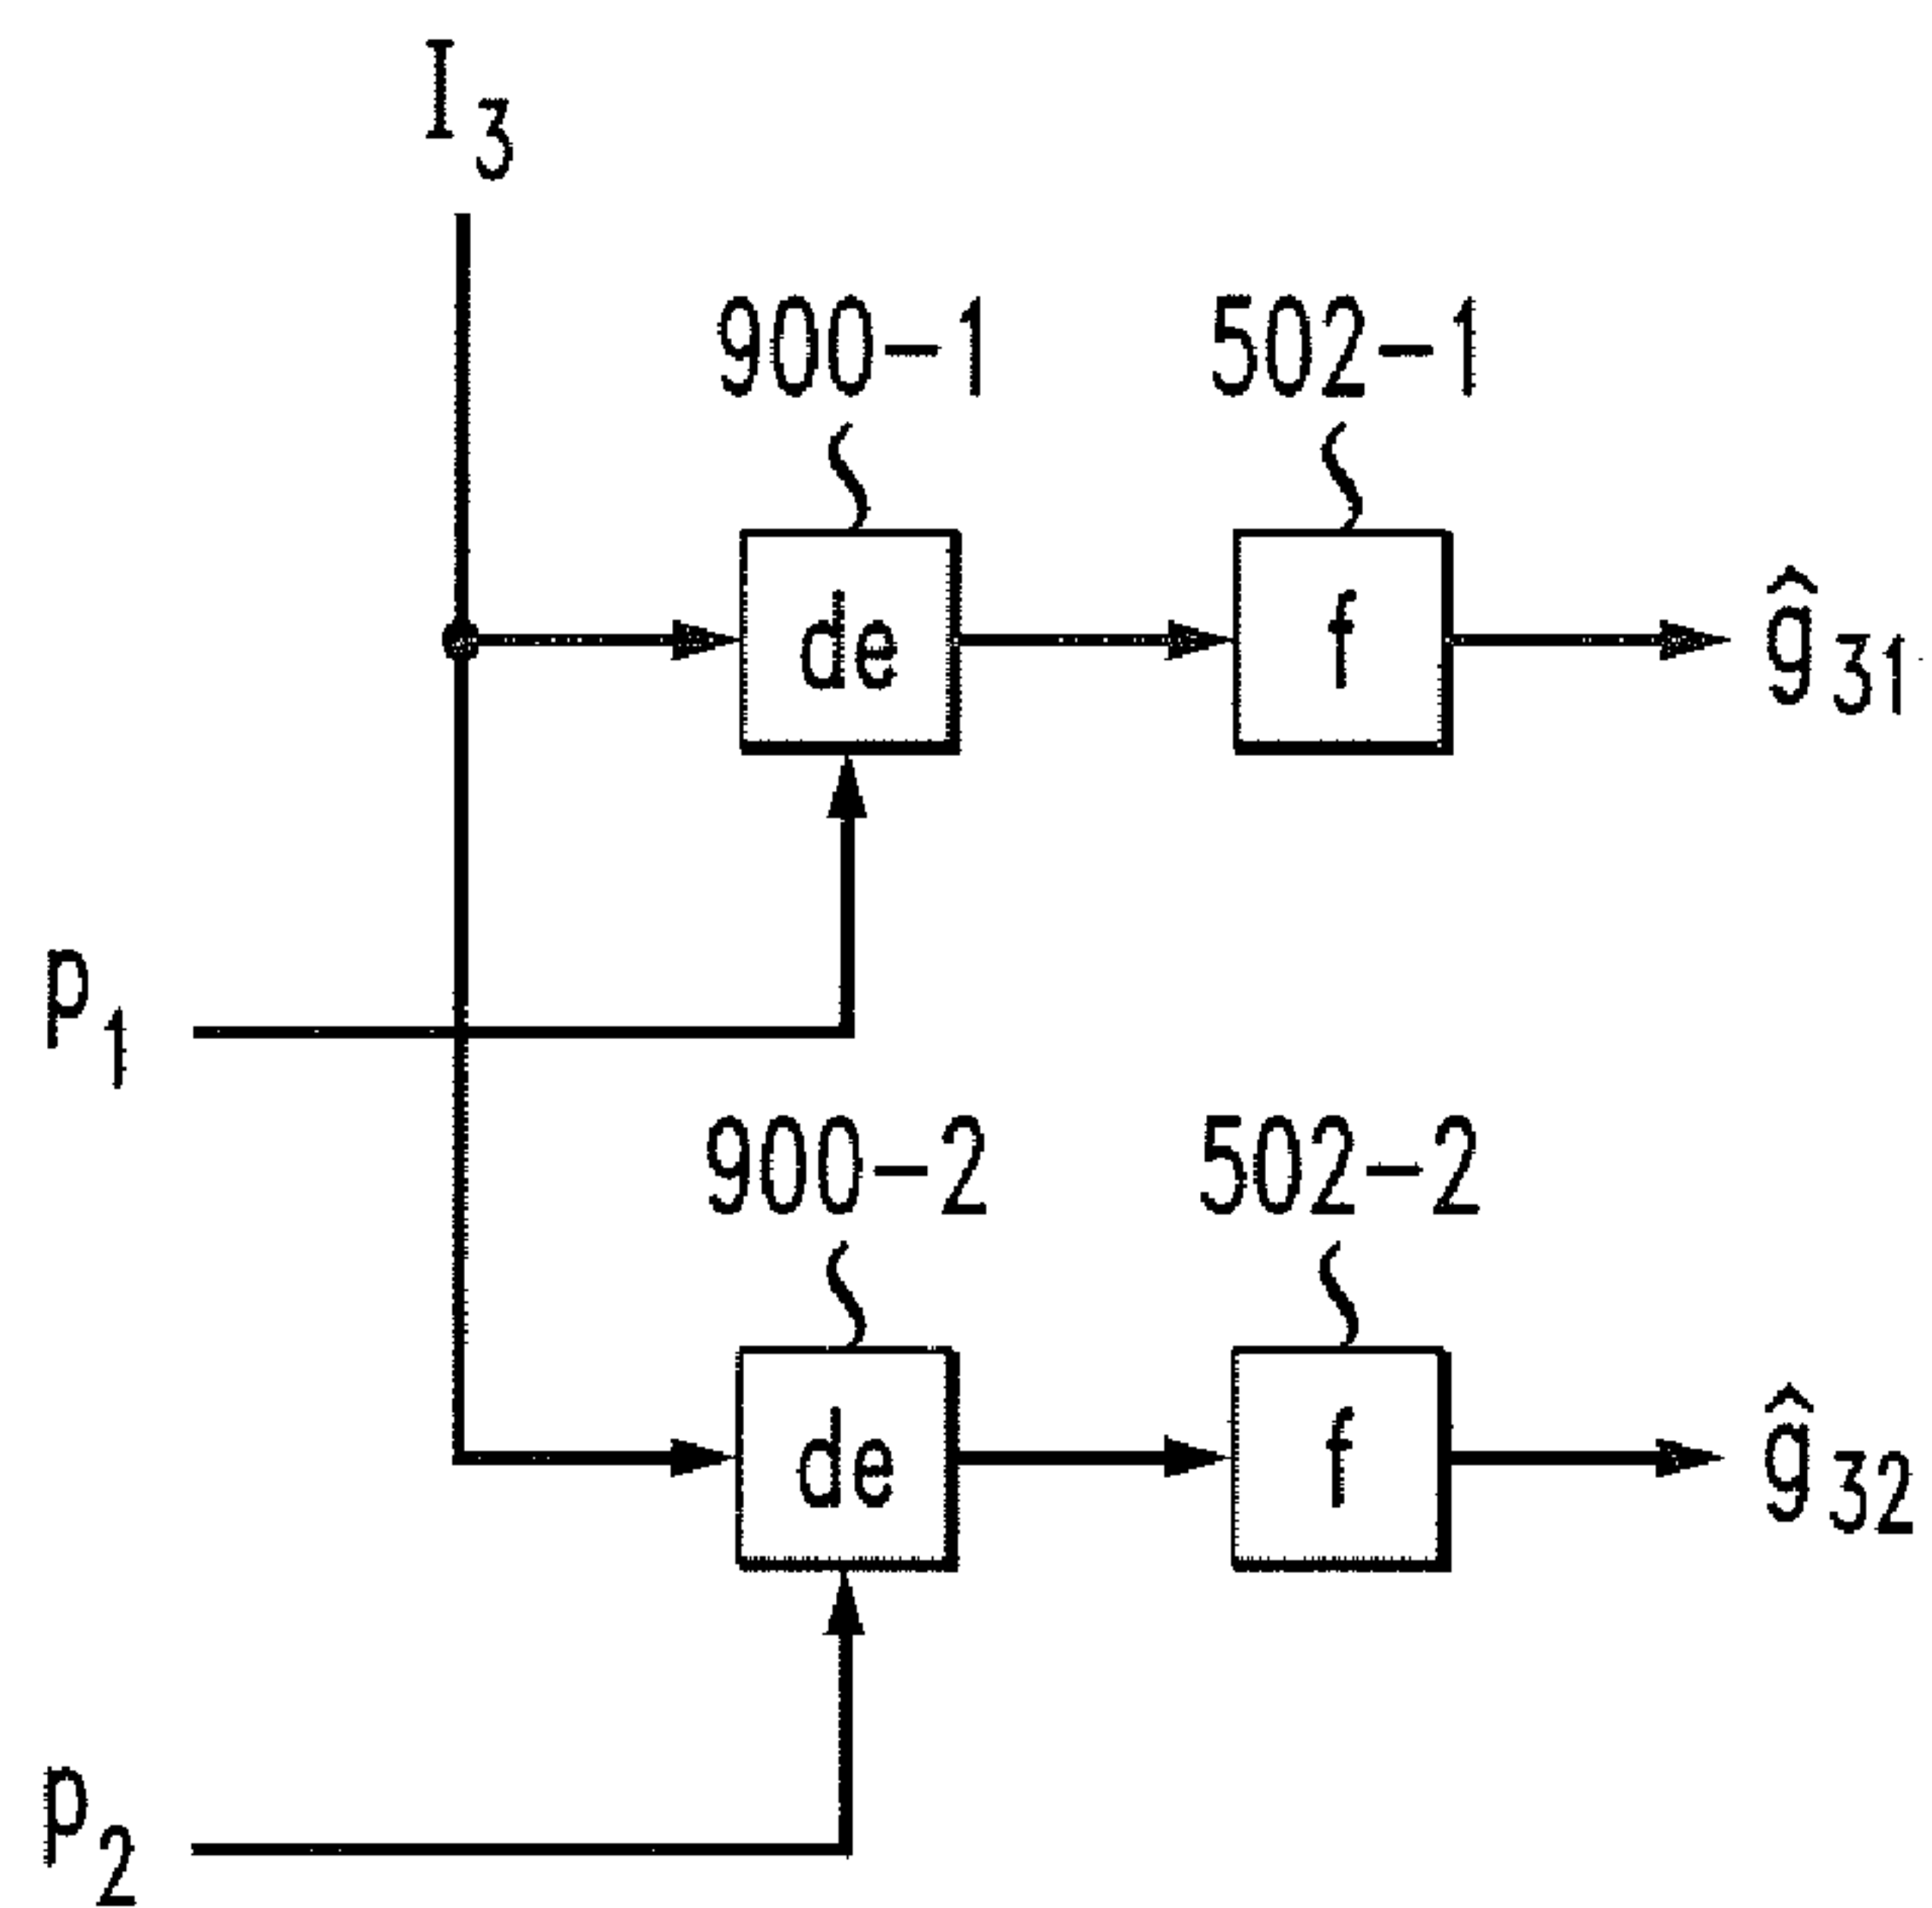 I₃
900-1 502-1
de f ĝ₃₁
p₁
900-2 502-2
de f ĝ₃₂
p₂